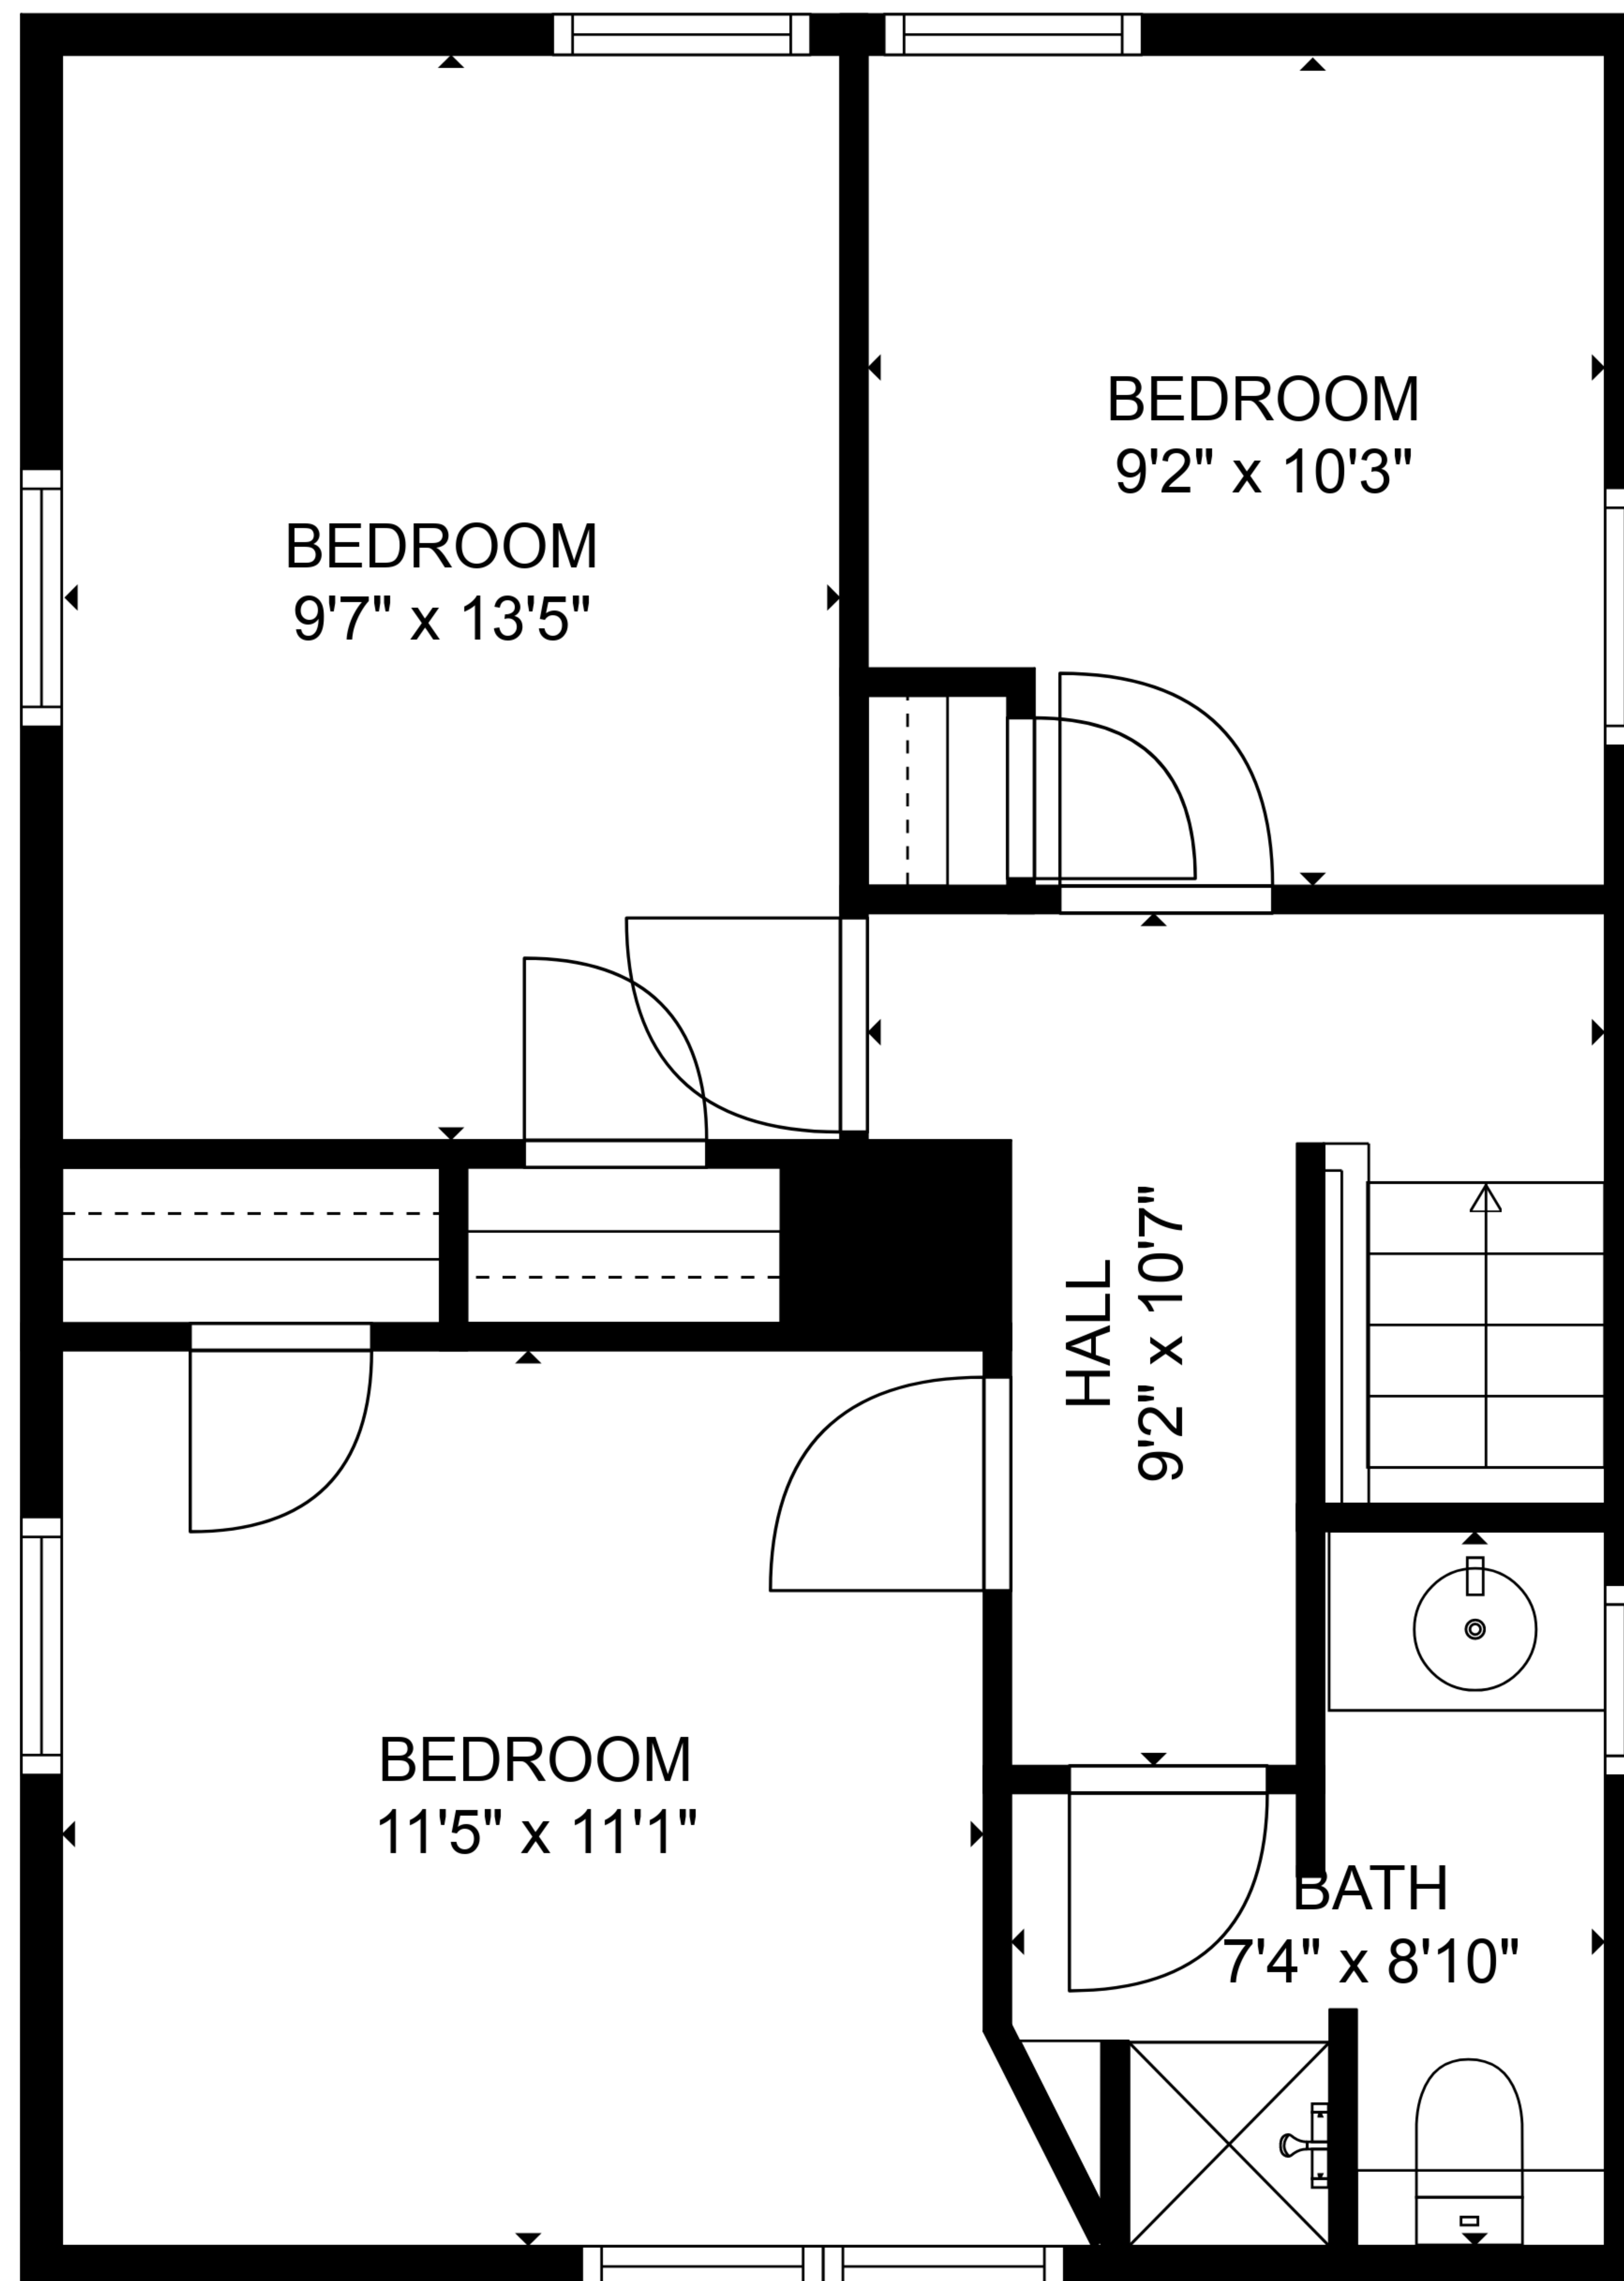 BEDROOM
9'2" x 10'3"
BEDROOM
9'7" x 13'5"
HALL
9'2" x 10'7"
BEDROOM
11'5" x 11'1"
BATH
7'4" x 8'10"